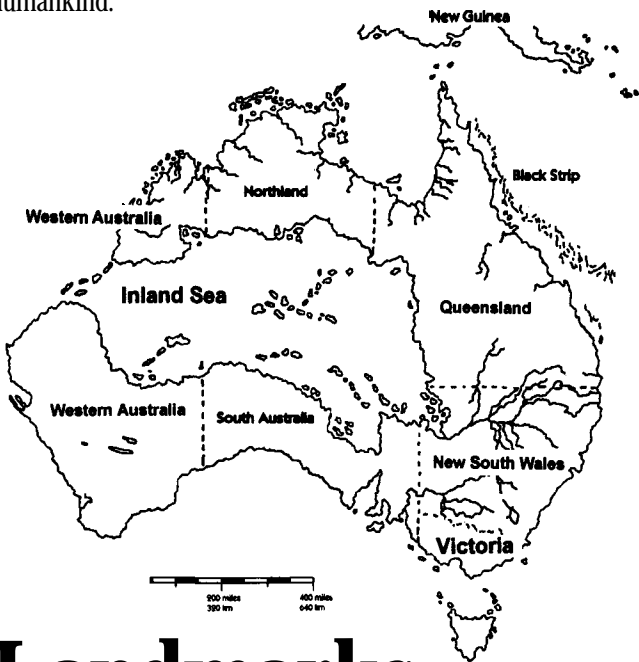 humankind.
New Guinea
Black Strip
Northland
Western Australia
Inland Sea
Queensland
Western Australia
South Australia
New South Wales
Victoria
200 miles
400 miles
320 km
640 km
Landmarks